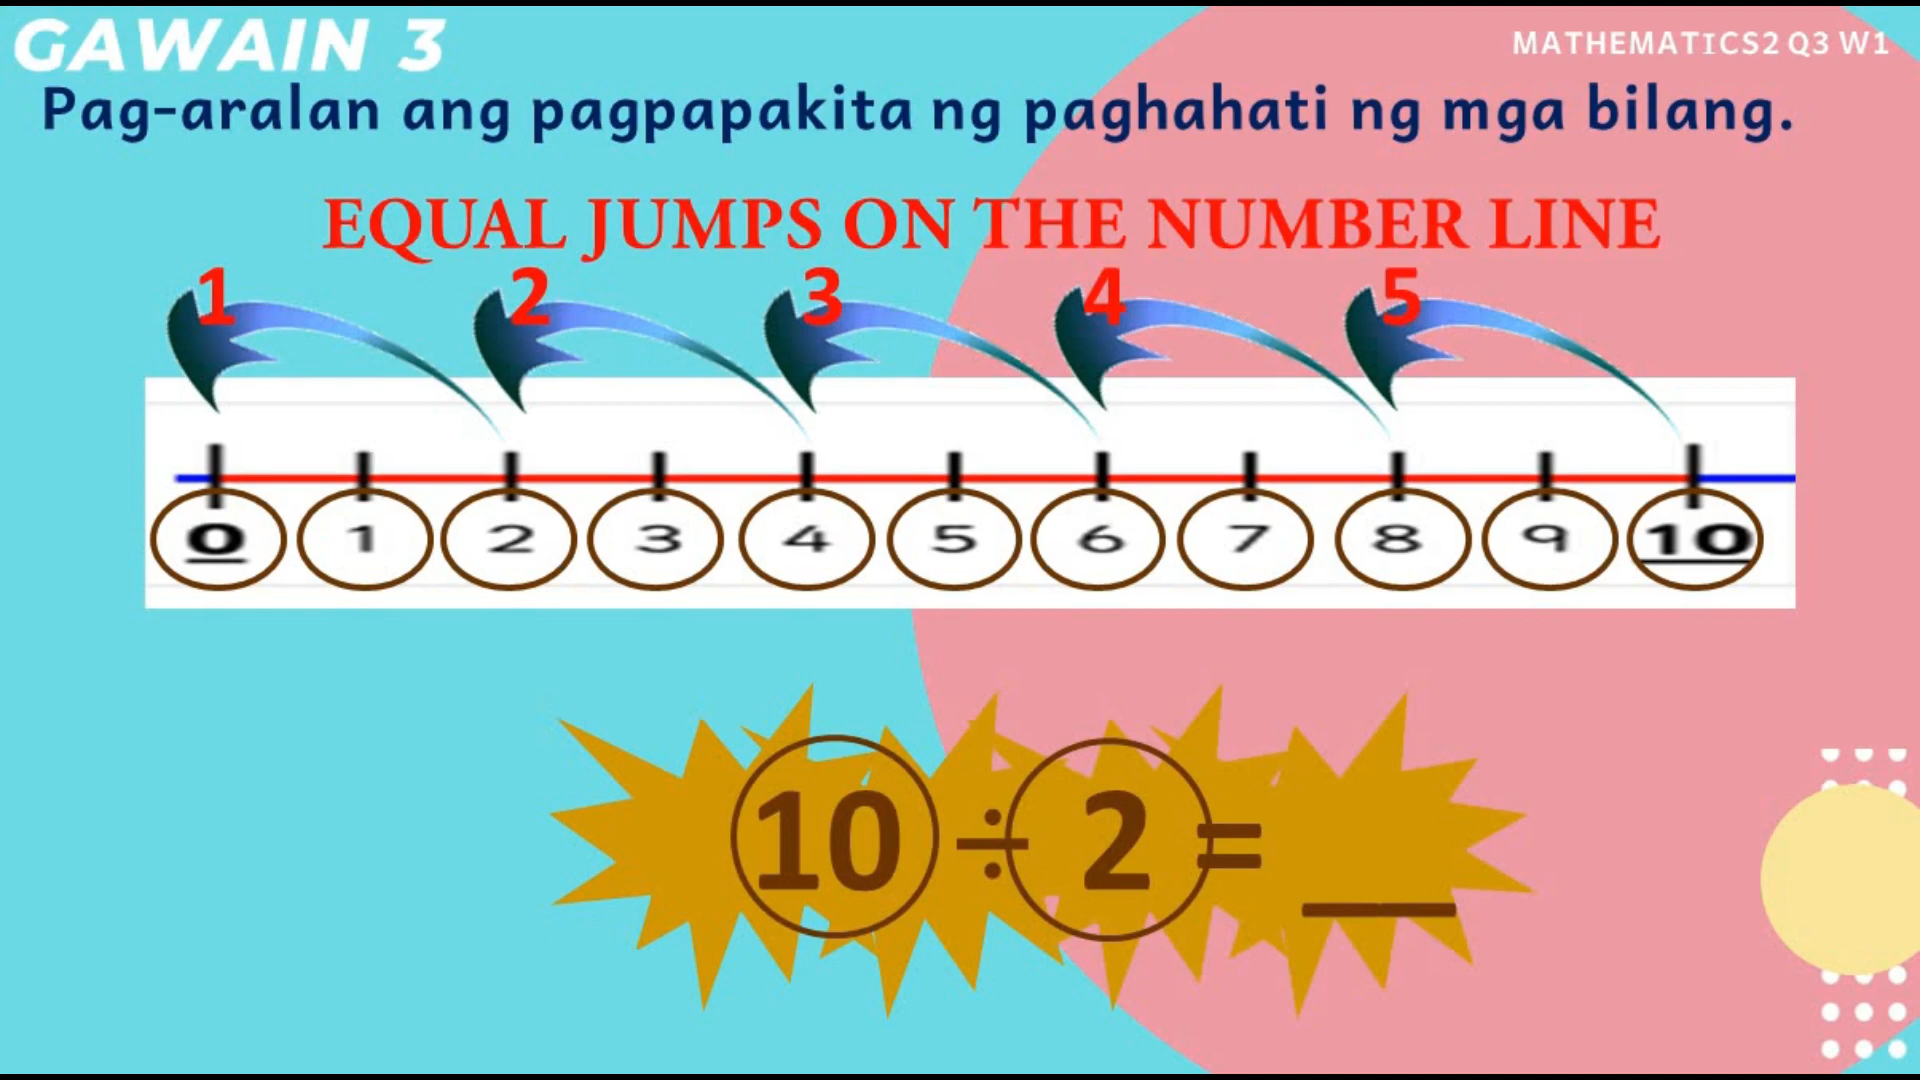 GAWAIN 3
MATHEMATICS2 Q3 W1
Pag-aralan ang pagpapakita ng paghahati ng mga bilang.
EQUAL JUMPS ON THE NUMBER LINE
1 2 3 4 5
0 1 2 3 4 5 6 7 8 9 10
10 ÷ 2 = __